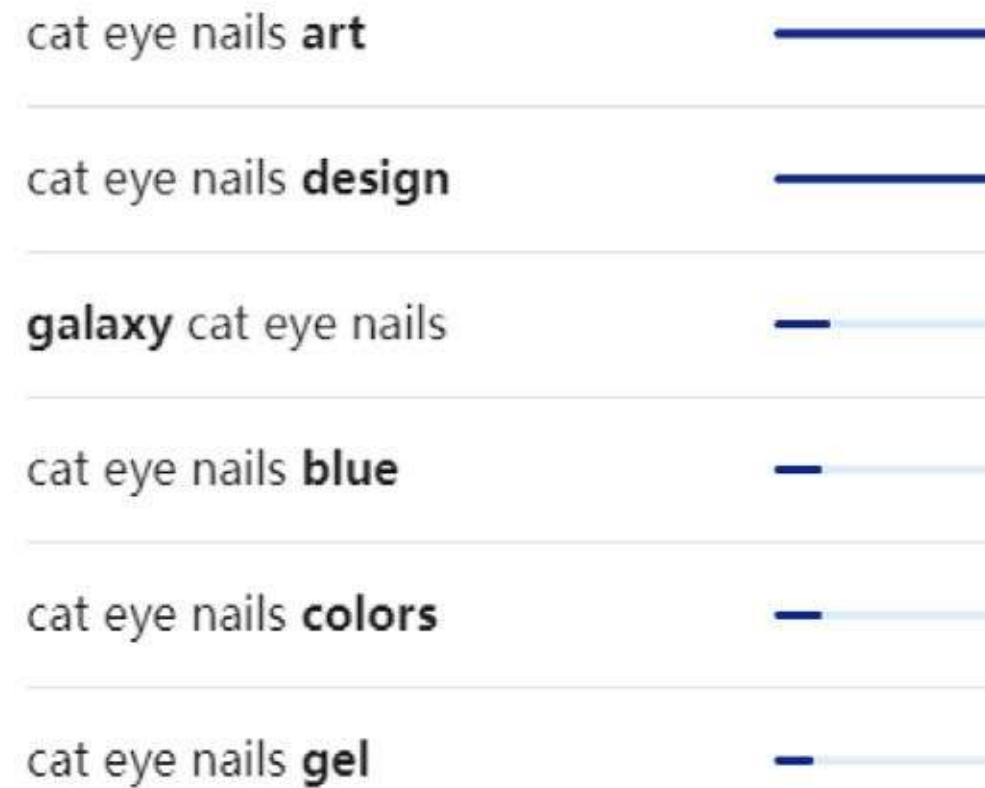 cat eye nails art
cat eye nails design
galaxy cat eye nails
cat eye nails blue
cat eye nails colors
cat eye nails gel